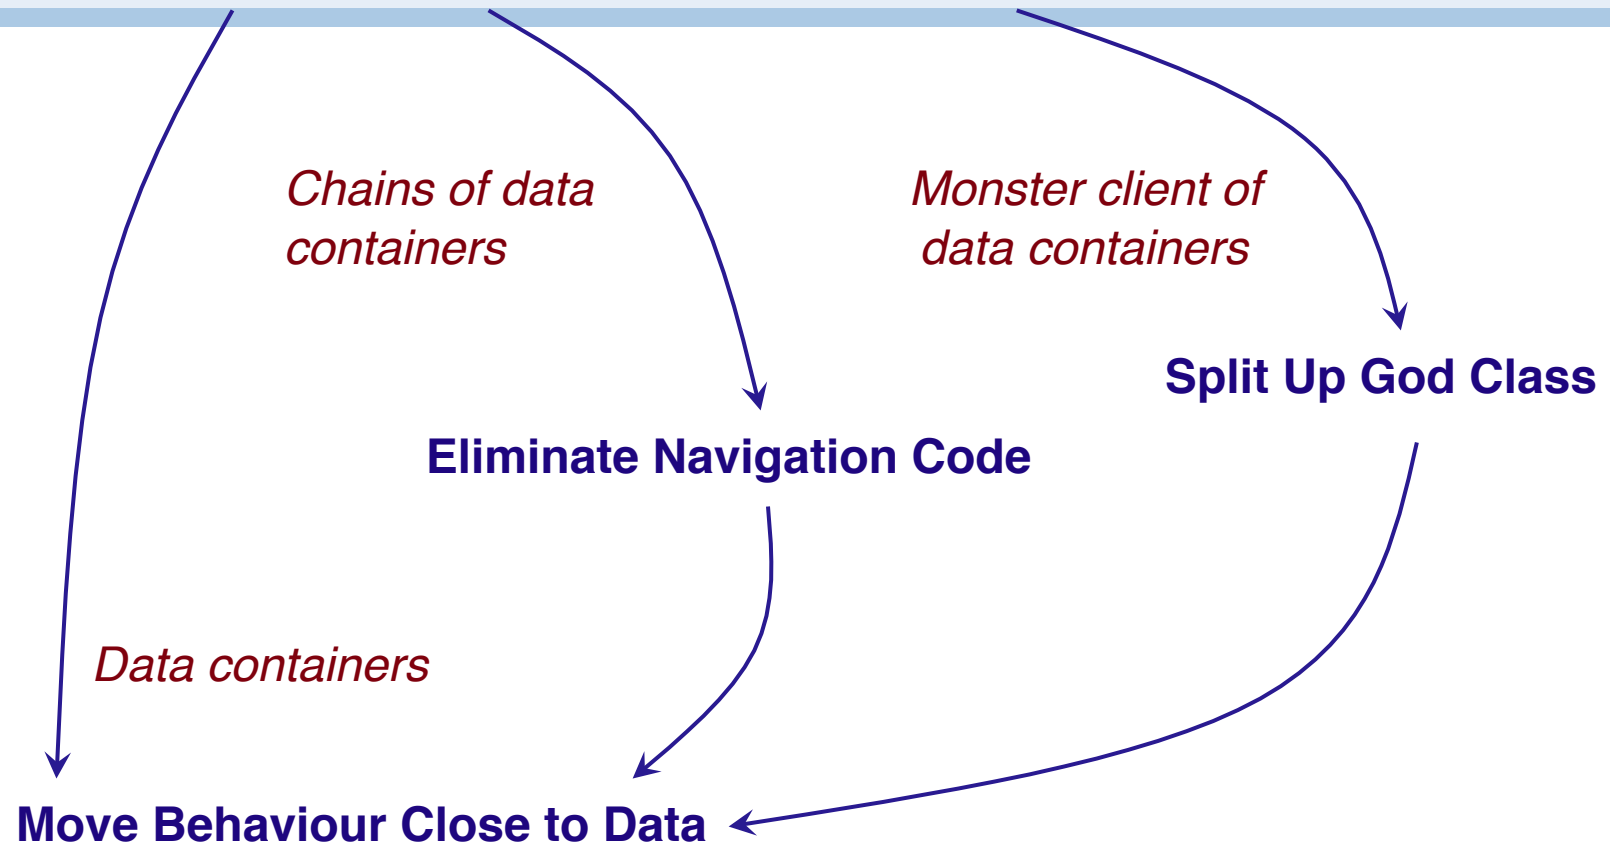 Chains of data
containers
Monster client of
data containers
Split Up God Class
Eliminate Navigation Code
Data containers
Move Behaviour Close to Data